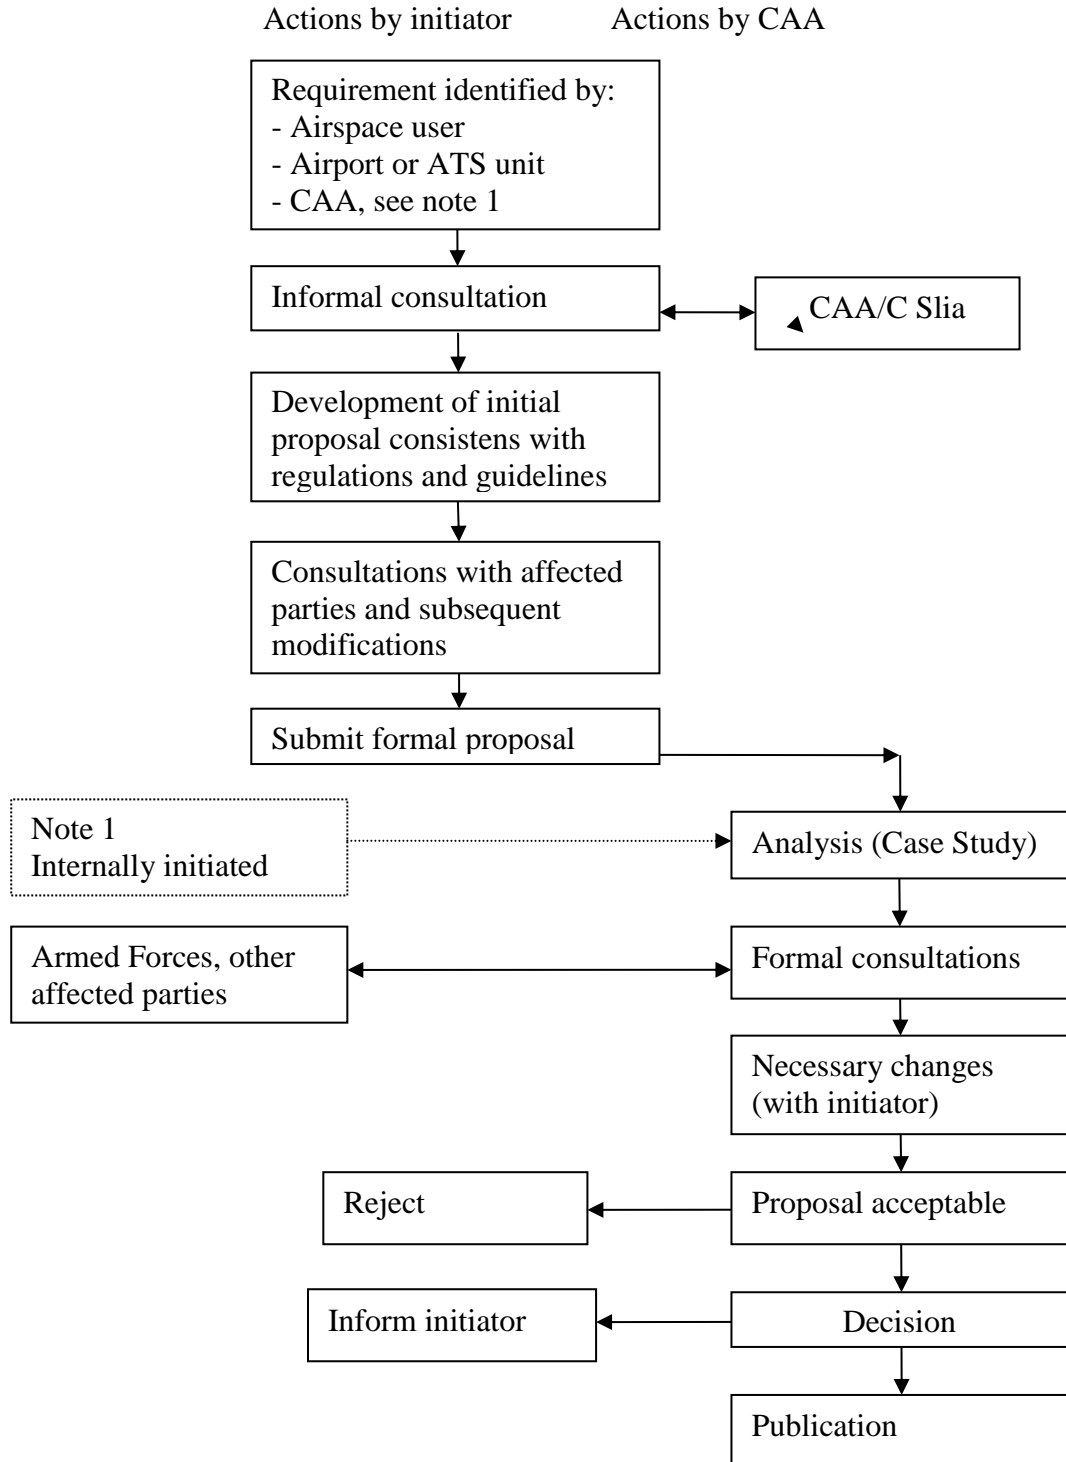 Actions by initiator
Actions by CAA
Requirement identified by:
- Airspace user
- Airport or ATS unit
- CAA, see note 1
Informal consultation
CAA/C Slia
Development of initial
proposal consistens with
regulations and guidelines
Consultations with affected
parties and subsequent
modifications
Submit formal proposal
Note 1
Internally initiated
Analysis (Case Study)
Armed Forces, other
affected parties
Formal consultations
Necessary changes
(with initiator)
Reject
Proposal acceptable
Inform initiator
Decision
Publication